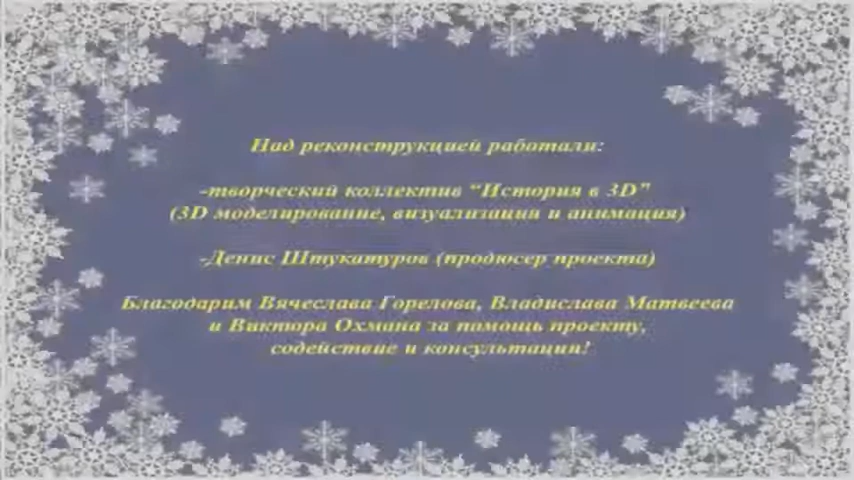 Над реконструкцией работали:
-творческий коллектив “История в 3D”
(3D моделирование, визуализация и анимация)
-Денис Штукатуров (продюсер проекта)
Благодарим Вячеслава Горелова, Владислава Матвеева
и Виктора Охмана за помощь проекту,
содействие и консультации!